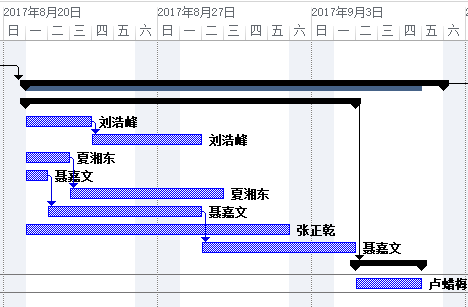 2017年8月20日 2017年8月27日 2017年9月3日
日 一 二 三 四 五 六 日 一 二 三 四 五 六 日 一 二 三 四 五 六
刘浩峰
刘浩峰
夏湘东
聂嘉文
夏湘东
聂嘉文
张正乾
聂嘉文
卢蜡梅